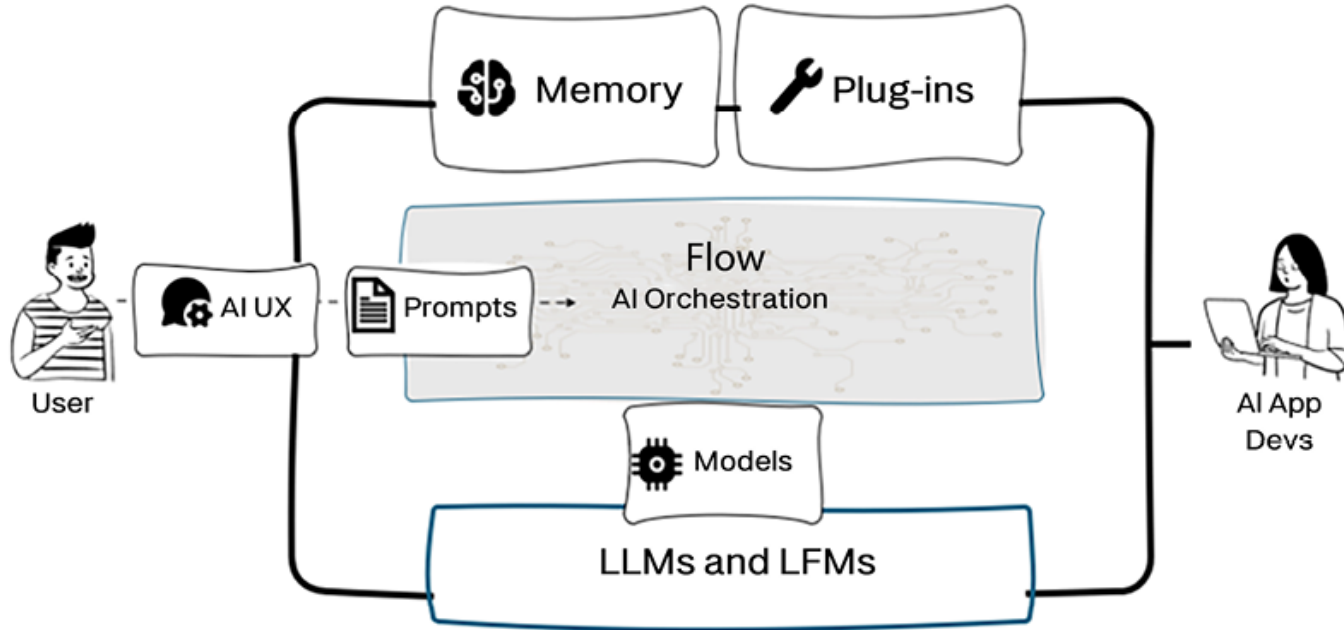 Memory
Plug-ins
Flow
AI Orchestration
AI UX
Prompts
User
AI App
Devs
Models
LLMs and LFMs